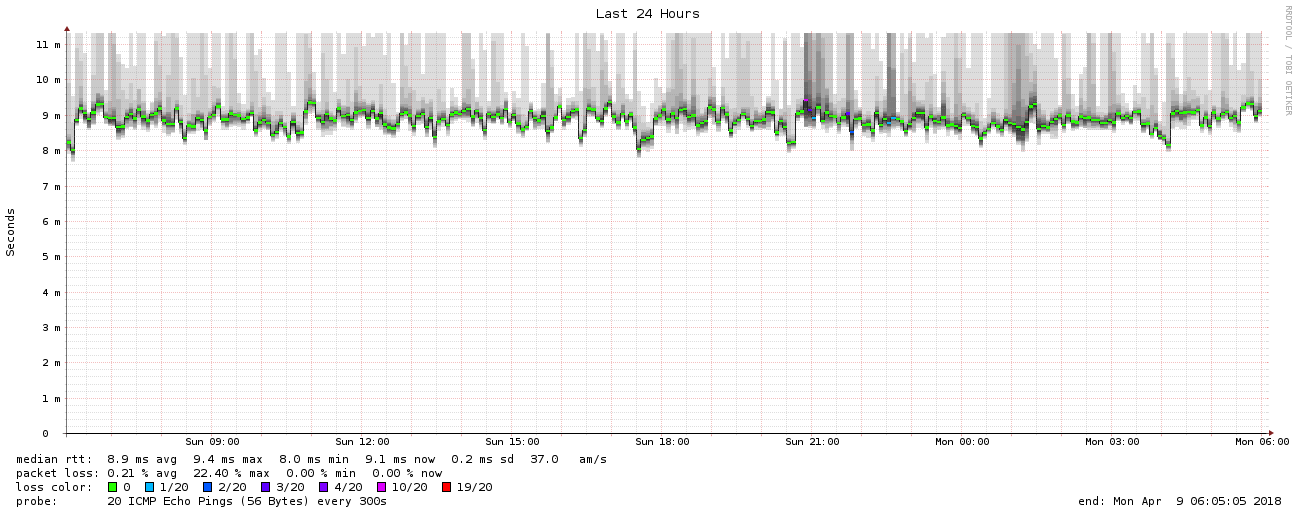 Last 24 Hours
RRDTOOL / TOBI OETIKER
Seconds
11 m
10 m
9 m
8 m
7 m
6 m
5 m
4 m
3 m
2 m
1 m
0
Sun 09:00 Sun 12:00 Sun 15:00 Sun 18:00 Sun 21:00 Mon 00:00 Mon 03:00 Mon 06:00
median rtt: 8.9 ms avg 9.4 ms max 8.0 ms min 9.1 ms now 0.2 ms sd 37.0 am/s
packet loss: 0.21 % avg 22.40 % max 0.00 % min 0.00 % now
loss color: 0 1/20 2/20 3/20 4/20 10/20 19/20
probe: 20 ICMP Echo Pings (56 Bytes) every 300s end: Mon Apr 9 06:05:05 2018